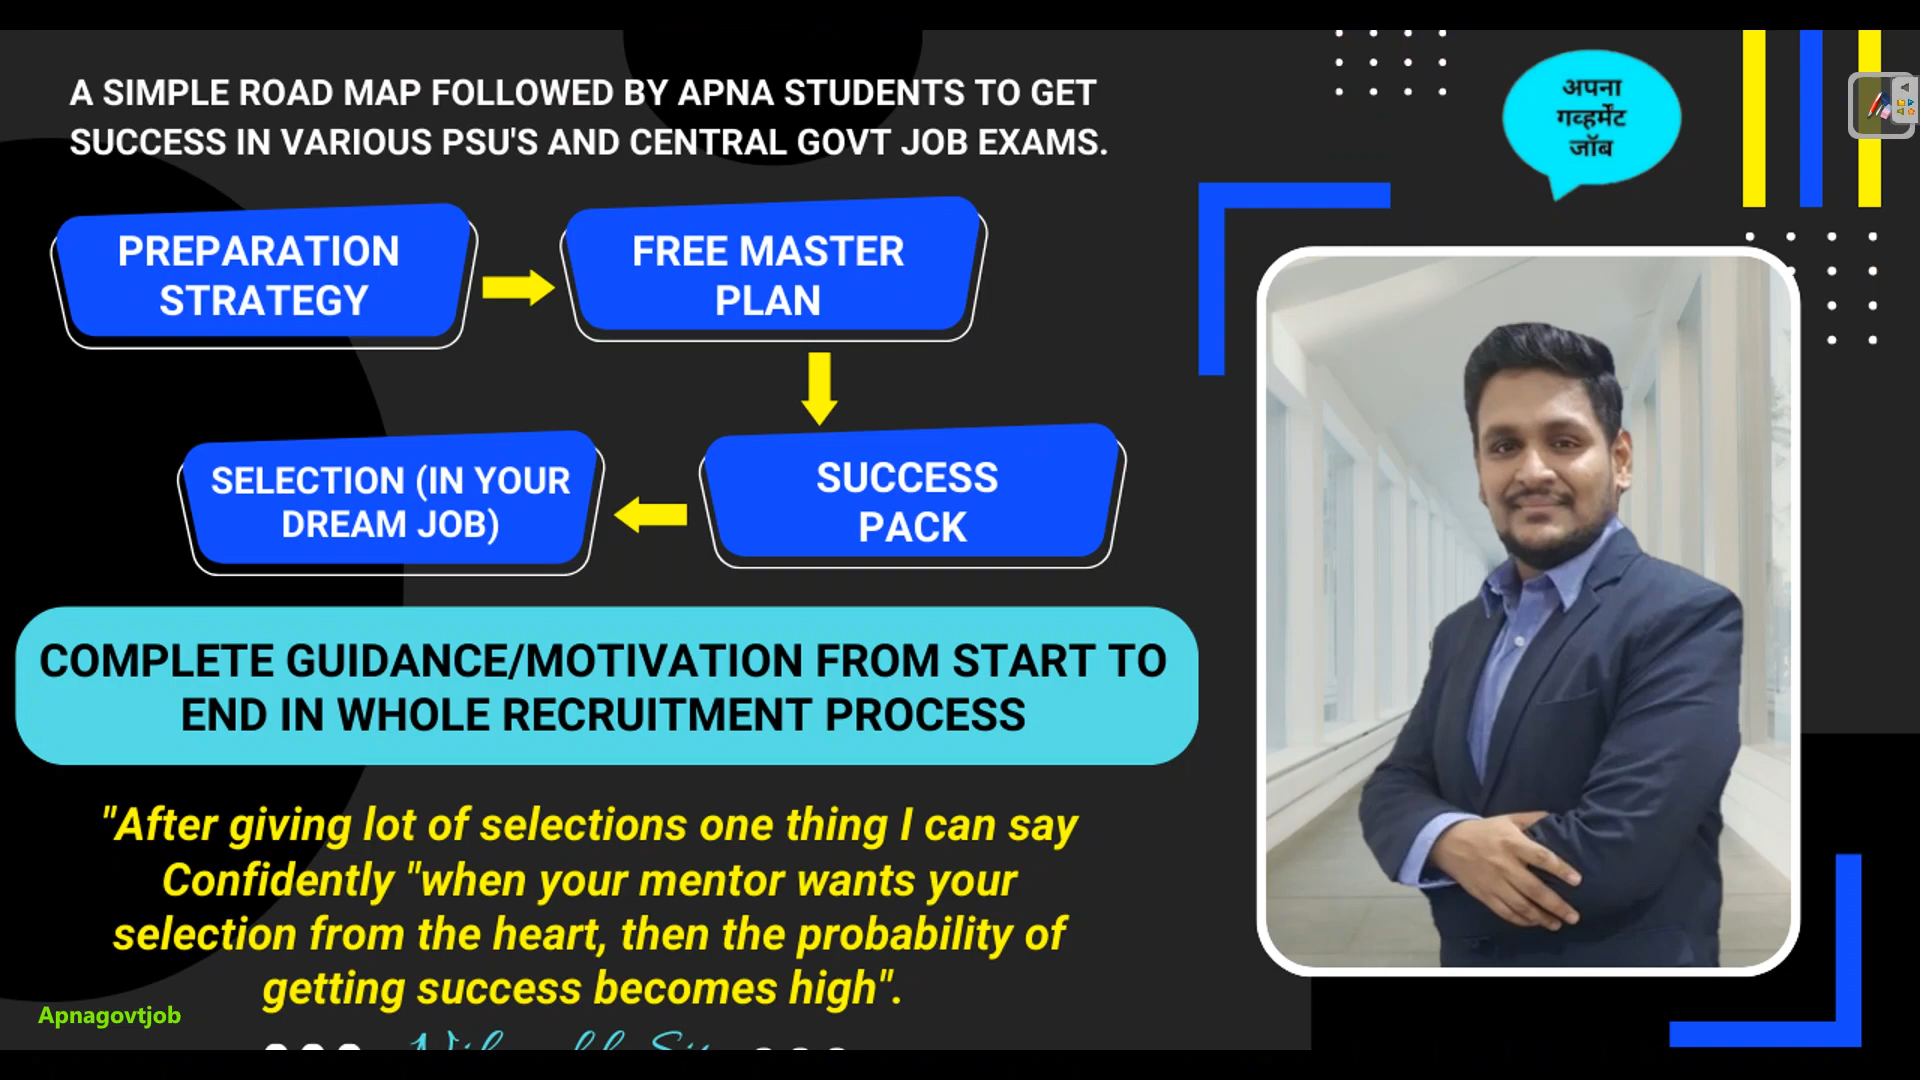 A SIMPLE ROAD MAP FOLLOWED BY APNA STUDENTS TO GET
SUCCESS IN VARIOUS PSU'S AND CENTRAL GOVT JOB EXAMS.
अपना
गव्हर्मेंट
जॉब
PREPARATION
STRATEGY
FREE MASTER
PLAN
SUCCESS
PACK
SELECTION (IN YOUR
DREAM JOB)
COMPLETE GUIDANCE/MOTIVATION FROM START TO
END IN WHOLE RECRUITMENT PROCESS
"After giving lot of selections one thing I can say
Confidently "when your mentor wants your
selection from the heart, then the probability of
getting success becomes high".
Apnagovtjob